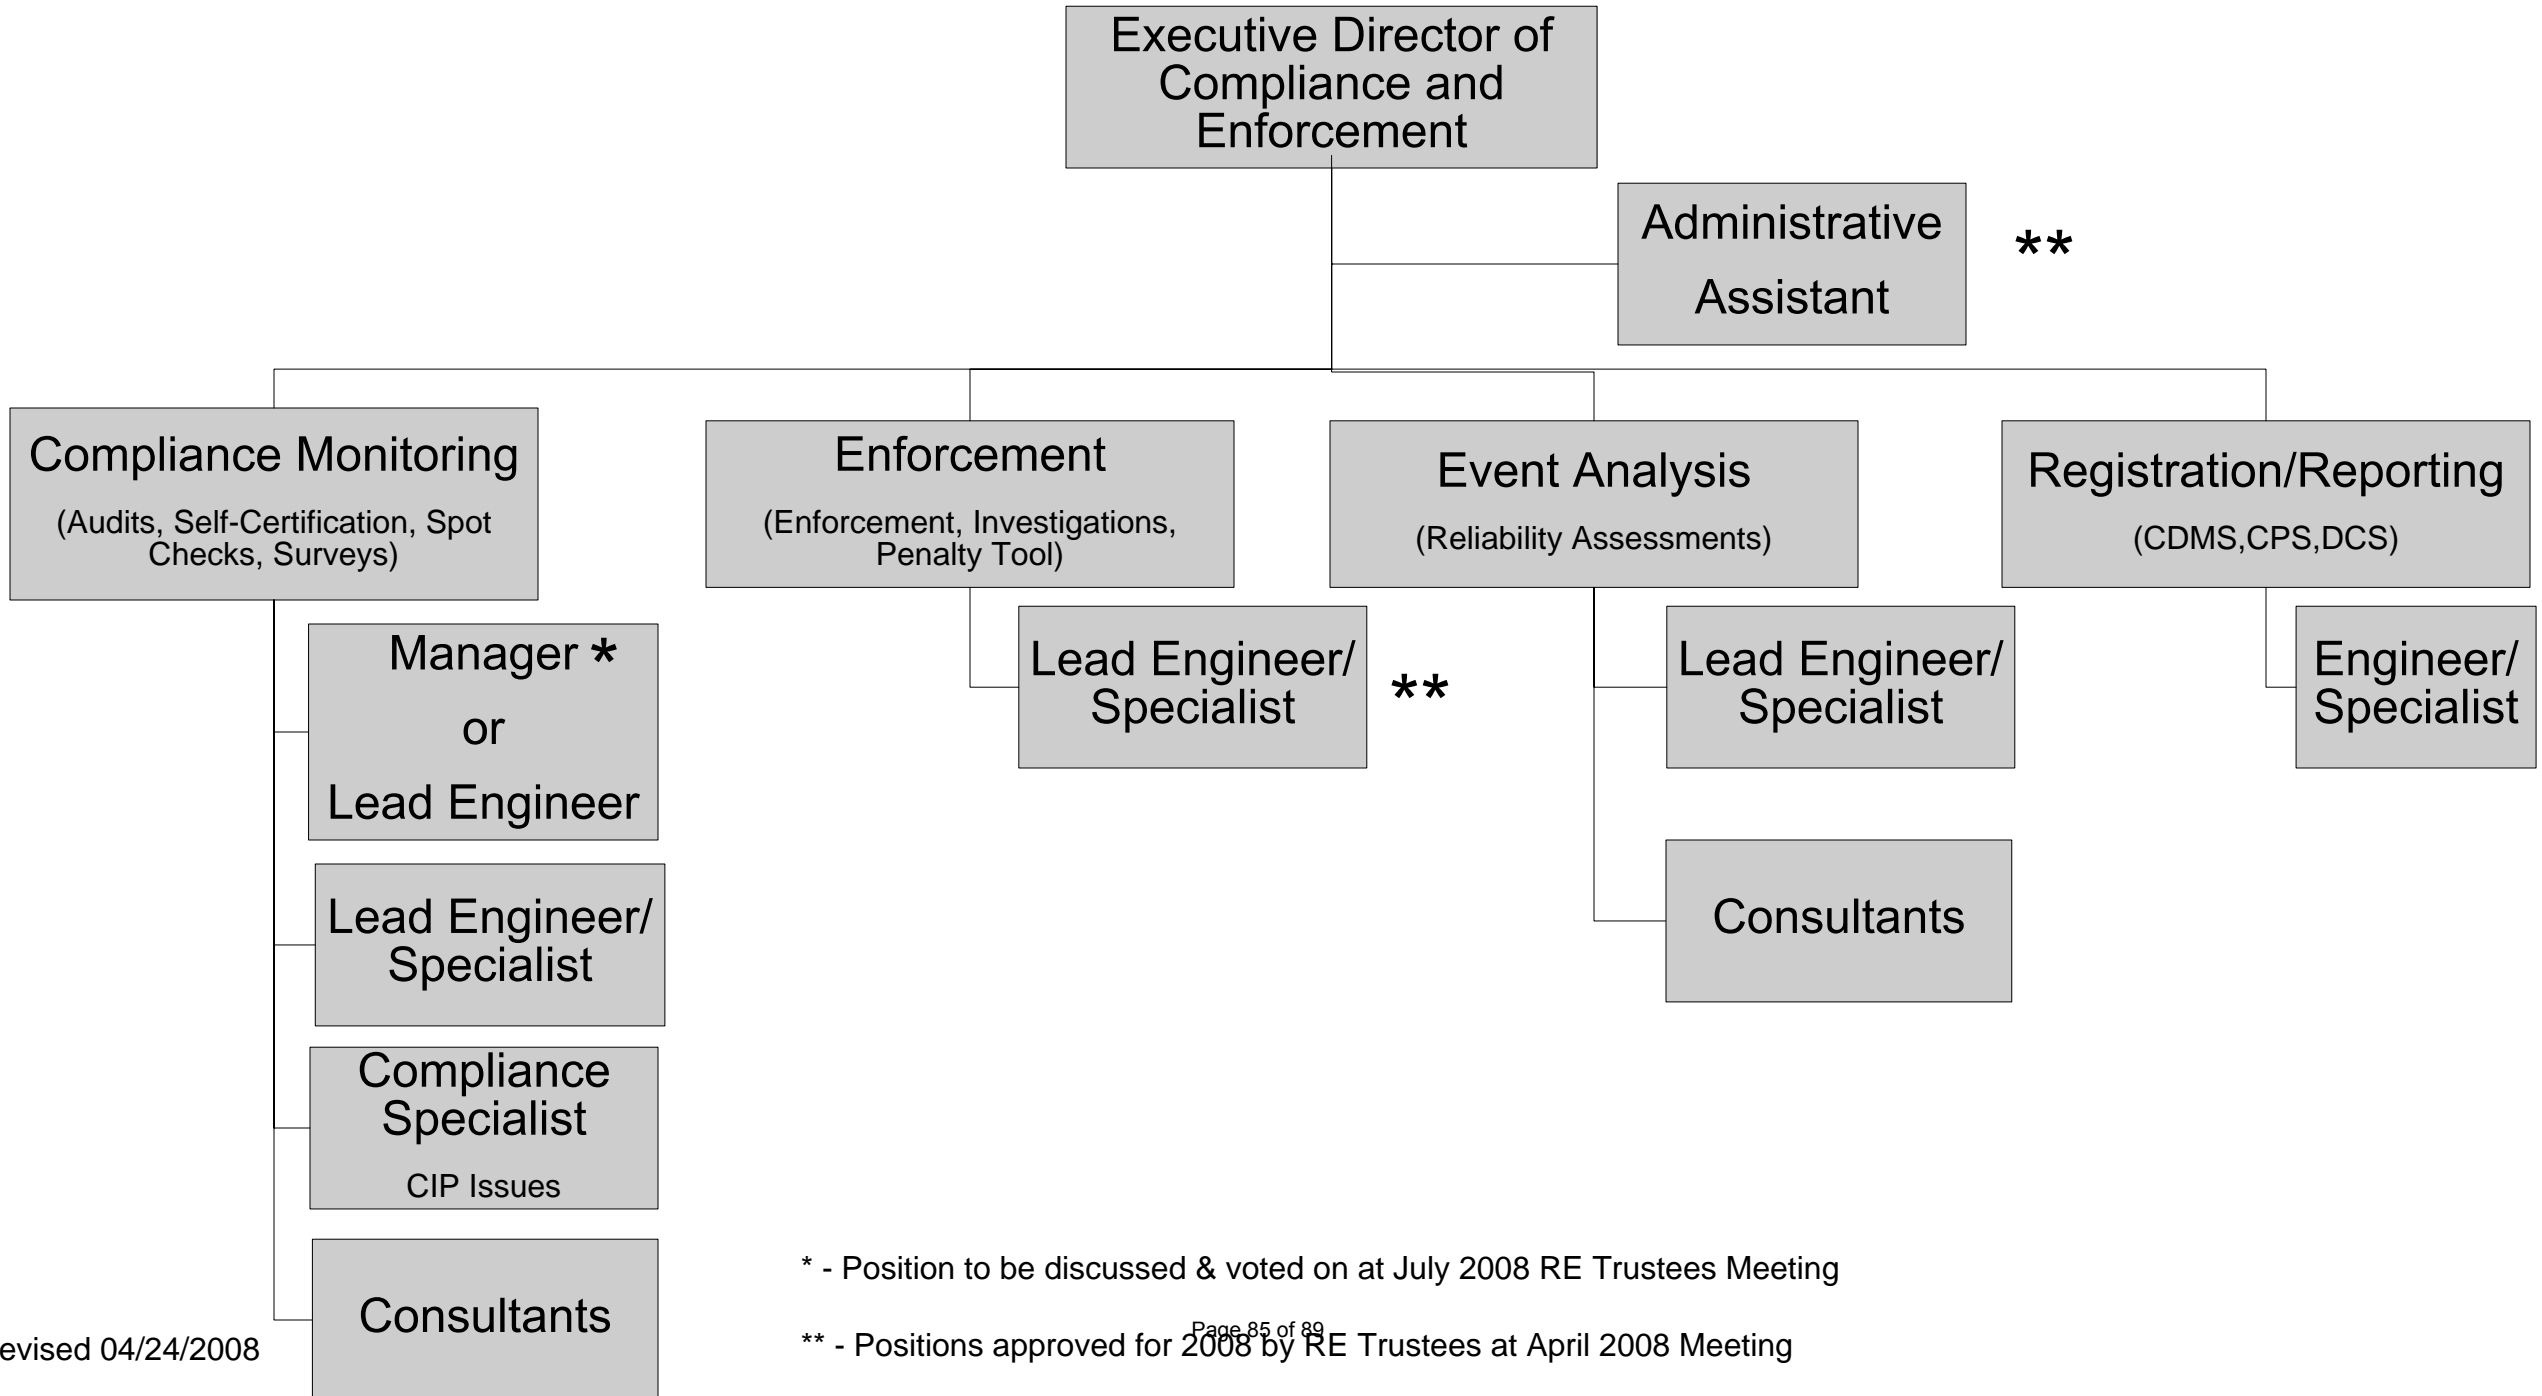 Executive Director of
Compliance and
Enforcement
Administrative
Assistant
**
Compliance Monitoring
(Audits, Self-Certification, Spot
Checks, Surveys)
Enforcement
(Enforcement, Investigations,
Penalty Tool)
Event Analysis
(Reliability Assessments)
Registration/Reporting
(CDMS,CPS,DCS)
Manager *
or
Lead Engineer
Lead Engineer/
Specialist
Compliance
Specialist
CIP Issues
Consultants
Lead Engineer/
Specialist
**
Lead Engineer/
Specialist
Consultants
Engineer/
Specialist
* - Position to be discussed & voted on at July 2008 RE Trustees Meeting
Page 85 of 89
** - Positions approved for 2008 by RE Trustees at April 2008 Meeting
evised 04/24/2008